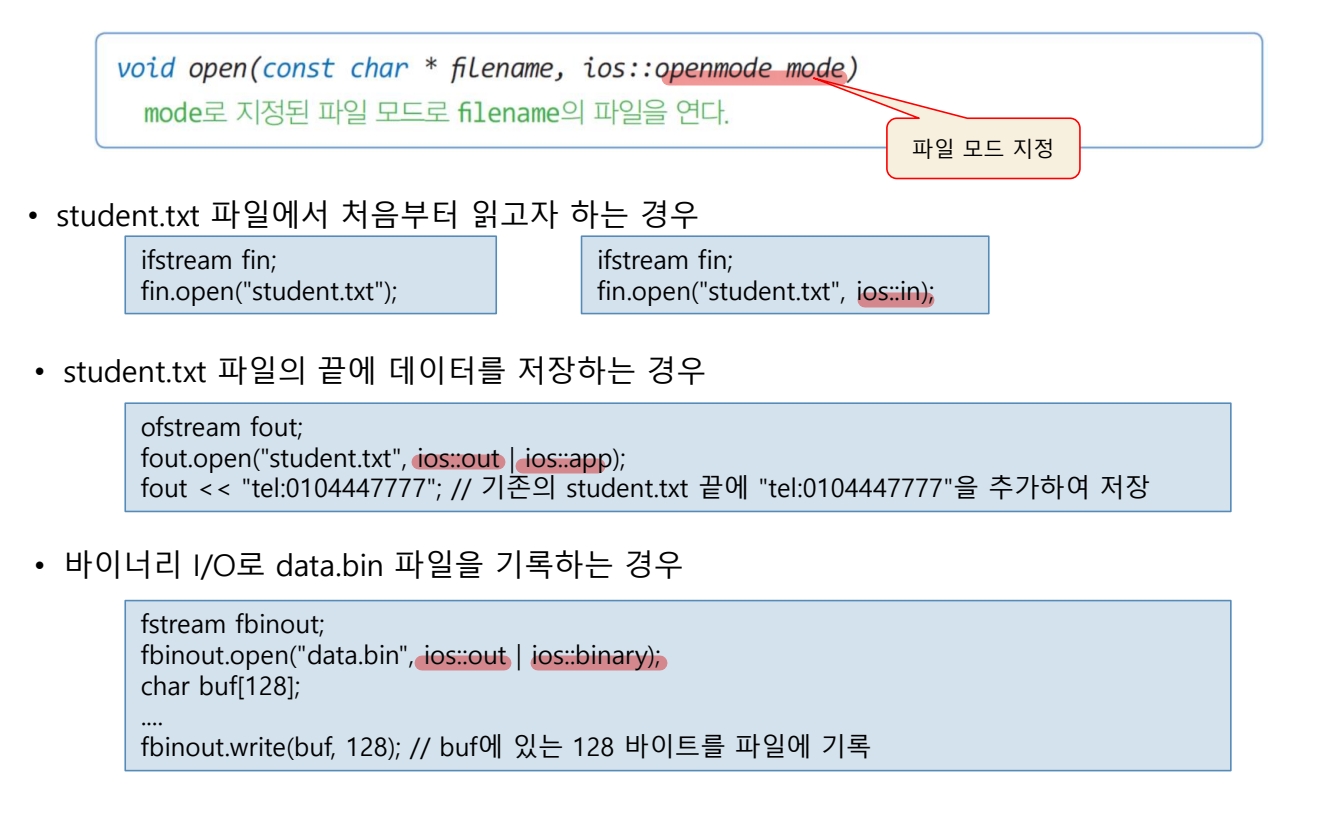 void open(const char * filename, ios::openmode mode)
mode로 지정된 파일 모드로 filename의 파일을 연다.
파일 모드 지정
• student.txt 파일에서 처음부터 읽고자 하는 경우
ifstream fin;
fin.open("student.txt");
ifstream fin;
fin.open("student.txt", ios::in);
• student.txt 파일의 끝에 데이터를 저장하는 경우
ofstream fout;
fout.open("student.txt", ios::out | ios::app);
fout << "tel:0104447777"; // 기존의 student.txt 끝에 "tel:0104447777"을 추가하여 저장
• 바이너리 I/O로 data.bin 파일을 기록하는 경우
fstream fbinout;
fbinout.open("data.bin", ios::out | ios::binary);
char buf[128];
....
fbinout.write(buf, 128); // buf에 있는 128 바이트를 파일에 기록